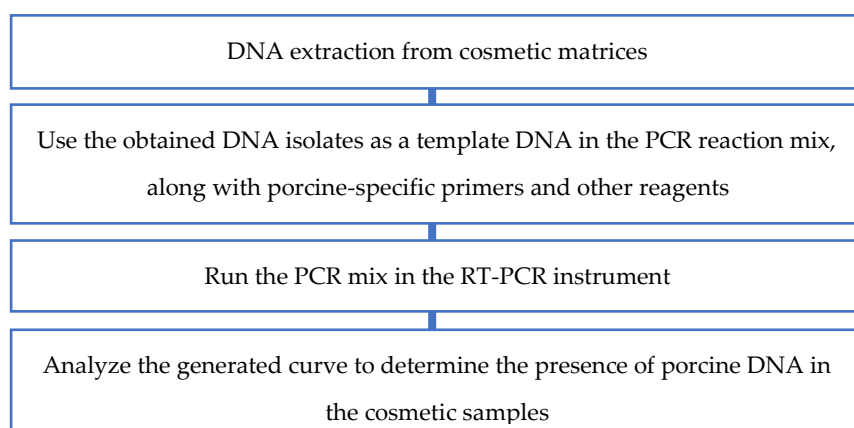 DNA extraction from cosmetic matrices
Use the obtained DNA isolates as a template DNA in the PCR reaction mix,
along with porcine-specific primers and other reagents
Run the PCR mix in the RT-PCR instrument
Analyze the generated curve to determine the presence of porcine DNA in
the cosmetic samples